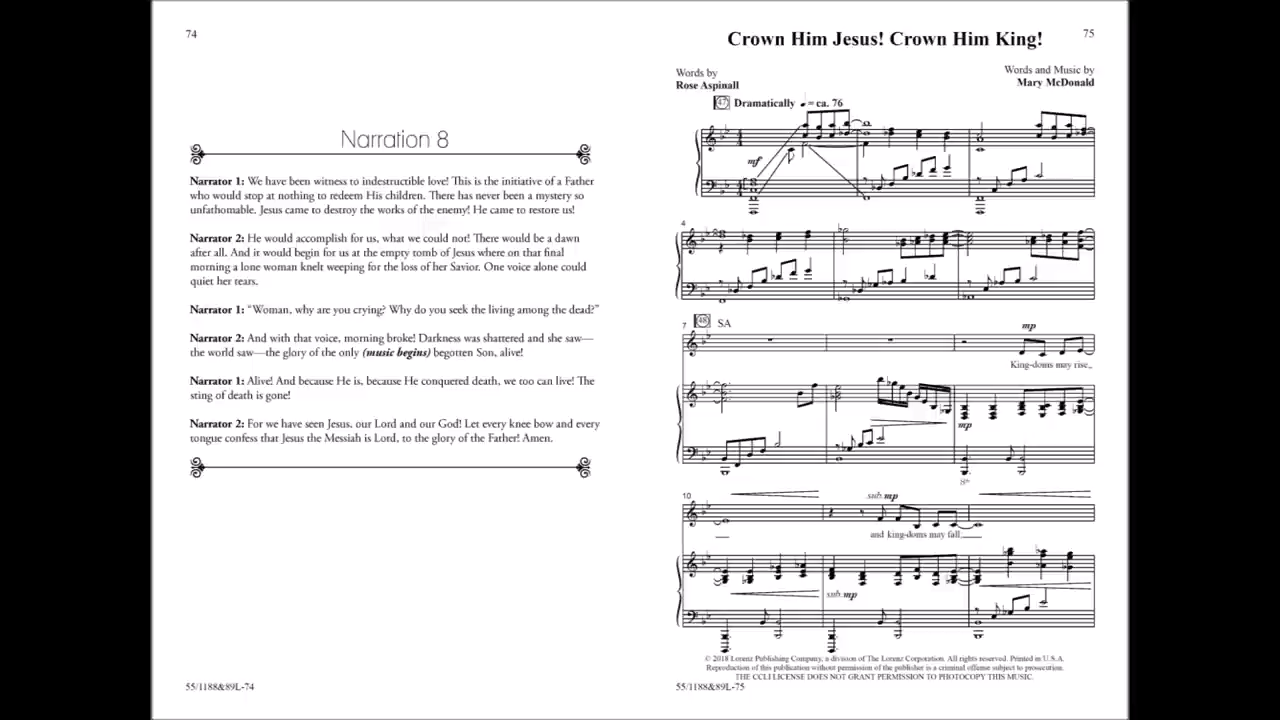 74
Narration 8
Narrator 1: We have been witness to indestructible love! This is the initiative of a Father
who would stop at nothing to redeem His children. There has never been a mystery so
unfathomable. Jesus came to destroy the works of the enemy! He came to restore us!
Narrator 2: He would accomplish for us, what we could not! There would be a dawn
after all. And it would begin for us at the empty tomb of Jesus where on that final
morning a lone woman knelt weeping for the loss of her Savior. One voice alone could
quiet her tears.
Narrator 1: “Woman, why are you crying? Why do you seek the living among the dead?”
Narrator 2: And with that voice, morning broke! Darkness was shattered and she saw—
the world saw—the glory of the only (music begins) begotten Son, alive!
Narrator 1: Alive! And because He is, because He conquered death, we too can live! The
sting of death is gone!
Narrator 2: For we have seen Jesus, our Lord and our God! Let every knee bow and every
tongue confess that Jesus the Messiah is Lord, to the glory of the Father! Amen.
55/1188&89L-74
75
Crown Him Jesus! Crown Him King!
Words by
Rose Aspinall
Words and Music by
Mary McDonald
47 Dramatically ♩ = ca. 76
mf
4
7
48 SA
mp
King-doms may rise,
mp
8vb
10
sub. mp
and king-doms may fall,
sub. mp
© 2018 Lorenz Publishing Company, a division of The Lorenz Corporation. All rights reserved. Printed in U.S.A.
Reproduction of this publication without permission of the publisher is a criminal offense subject to prosecution.
THE CCLI LICENSE DOES NOT GRANT PERMISSION TO PHOTOCOPY THIS MUSIC.
55/1188&89L-75